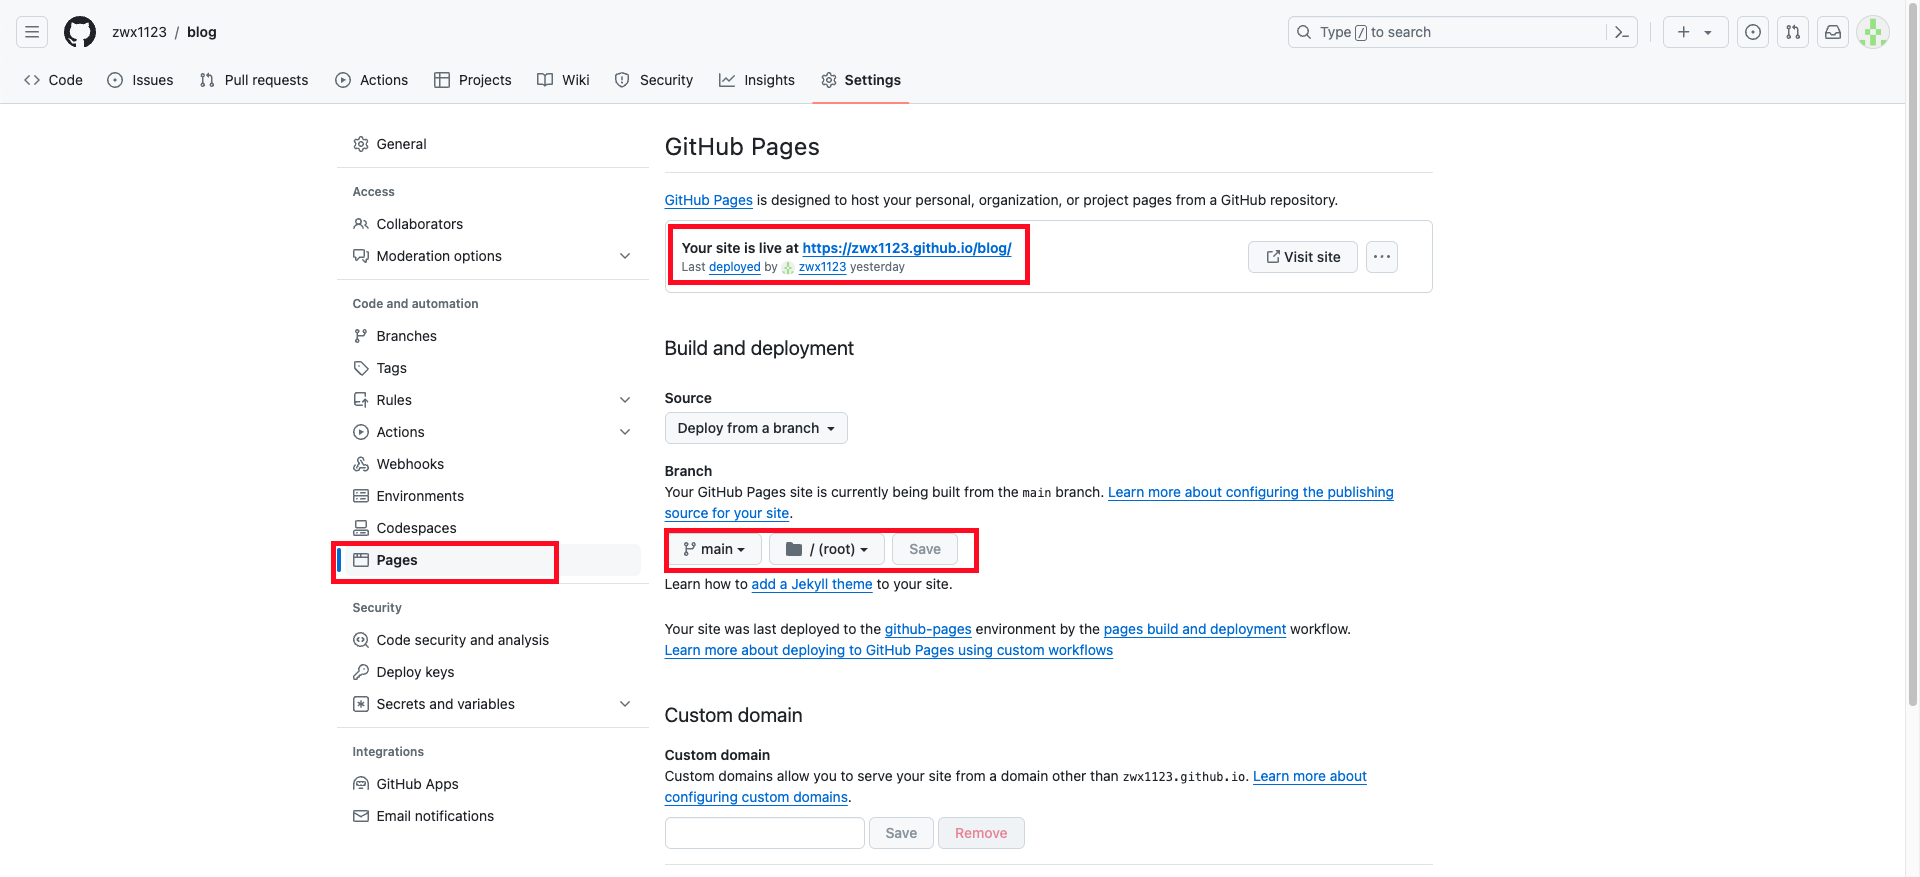 zwx1123 / blog
Type / to search
Code
Issues
Pull requests
Actions
Projects
Wiki
Security
Insights
Settings
General
Access
Collaborators
Moderation options
Code and automation
Branches
Tags
Rules
Actions
Webhooks
Environments
Codespaces
Pages
Security
Code security and analysis
Deploy keys
Secrets and variables
Integrations
GitHub Apps
Email notifications
GitHub Pages
GitHub Pages is designed to host your personal, organization, or project pages from a GitHub repository.
Your site is live at https://zwx1123.github.io/blog/
Last deployed by zwx1123 yesterday
Visit site
Build and deployment
Source
Deploy from a branch
Branch
Your GitHub Pages site is currently being built from the main branch. Learn more about configuring the publishing
source for your site.
main
/ (root)
Save
Learn how to add a Jekyll theme to your site.
Your site was last deployed to the github-pages environment by the pages build and deployment workflow.
Learn more about deploying to GitHub Pages using custom workflows
Custom domain
Custom domain
Custom domains allow you to serve your site from a domain other than zwx1123.github.io. Learn more about
configuring custom domains.
Save
Remove